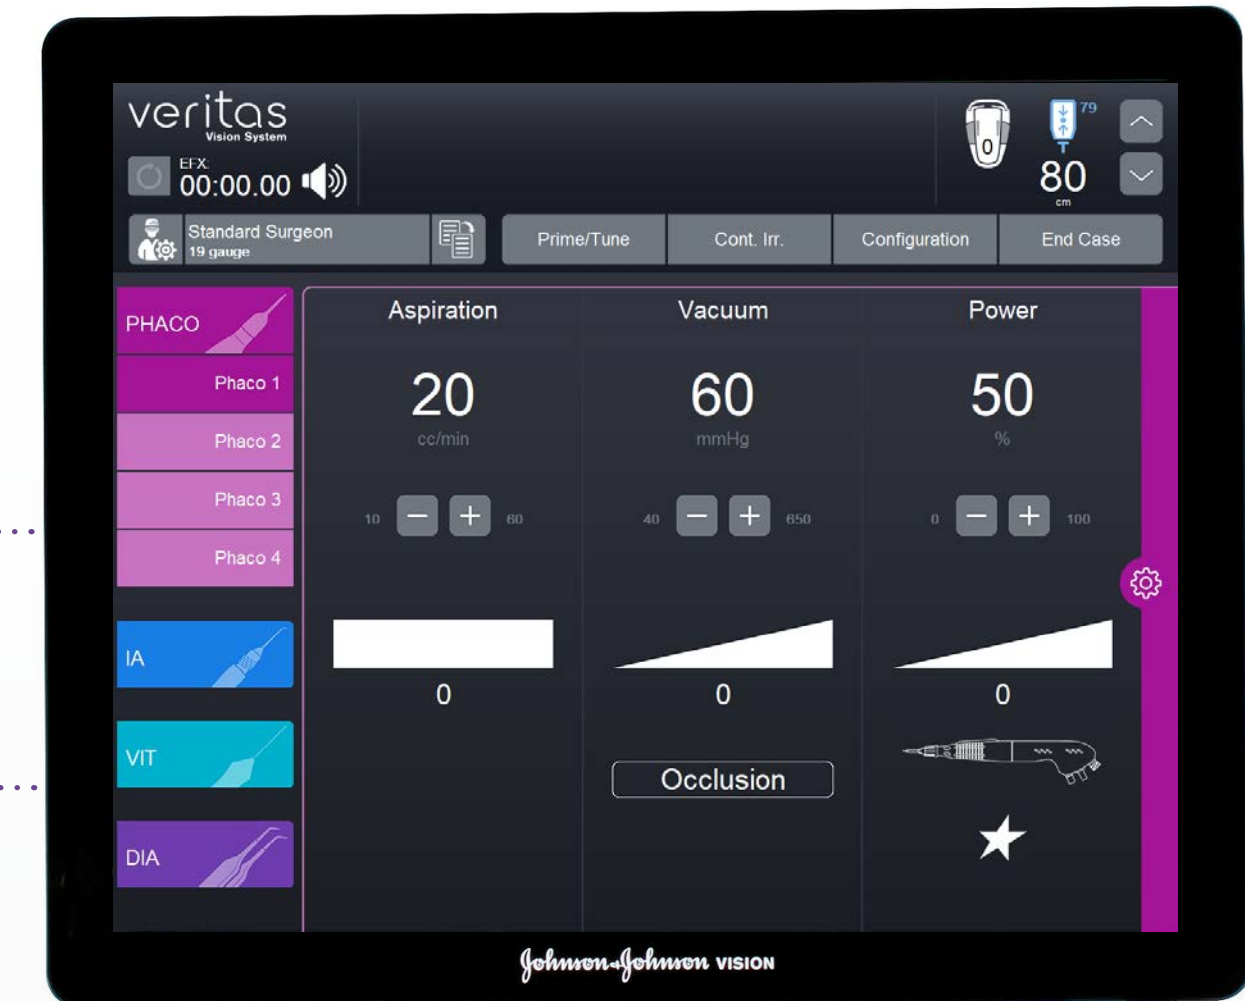 veritas
Vision System
EFX:
00:00.00
0
79
80
cm
Standard Surgeon
19 gauge
Prime/Tune
Cont. Irr.
Configuration
End Case
PHACO
Phaco 1
Phaco 2
Phaco 3
Phaco 4
IA
VIT
DIA
Aspiration
20
cc/min
10
60
0
Vacuum
60
mmHg
40
650
0
Occlusion
Power
50
%
0
100
0
Johnson & Johnson VISION